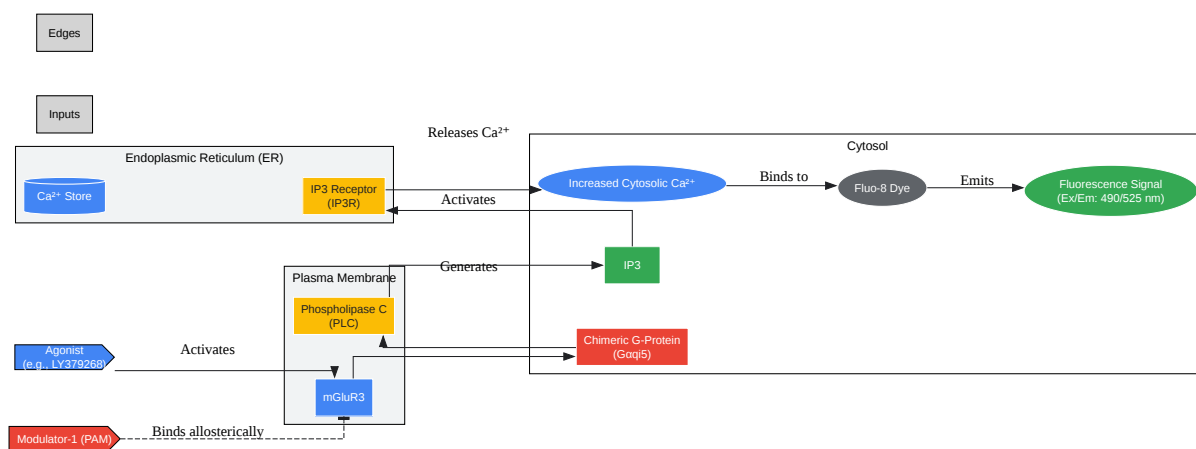 Edges
Inputs
Releases Ca²⁺
Endoplasmic Reticulum (ER)
Cytosol
Ca²⁺ Store
IP3 Receptor
(IP3R)
Increased Cytosolic Ca²⁺
Binds to
Fluo-8 Dye
Emits
Fluorescence Signal
(Ex/Em: 490/525 nm)
Activates
Generates
IP3
Plasma Membrane
Phospholipase C
(PLC)
Chimeric G-Protein
(Gαqi5)
Agonist
(e.g., LY379268)
Activates
mGluR3
Modulator-1 (PAM)
Binds allosterically